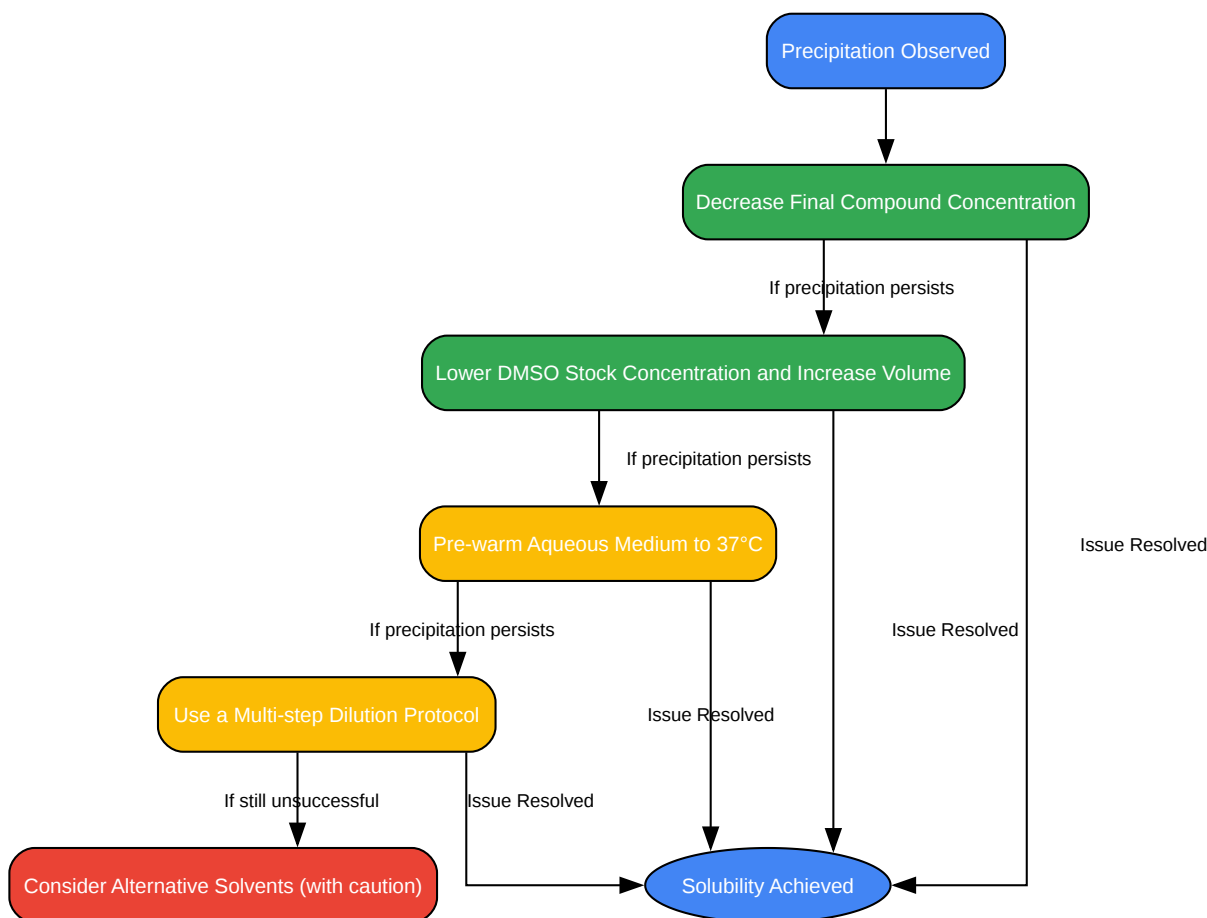 Precipitation Observed
Decrease Final Compound Concentration
If precipitation persists
Lower DMSO Stock Concentration and Increase Volume
If precipitation persists
Pre-warm Aqueous Medium to 37°C
Issue Resolved
If precipitation persists
Issue Resolved
Use a Multi-step Dilution Protocol
Issue Resolved
If still unsuccessful
Issue Resolved
Consider Alternative Solvents (with caution)
Solubility Achieved